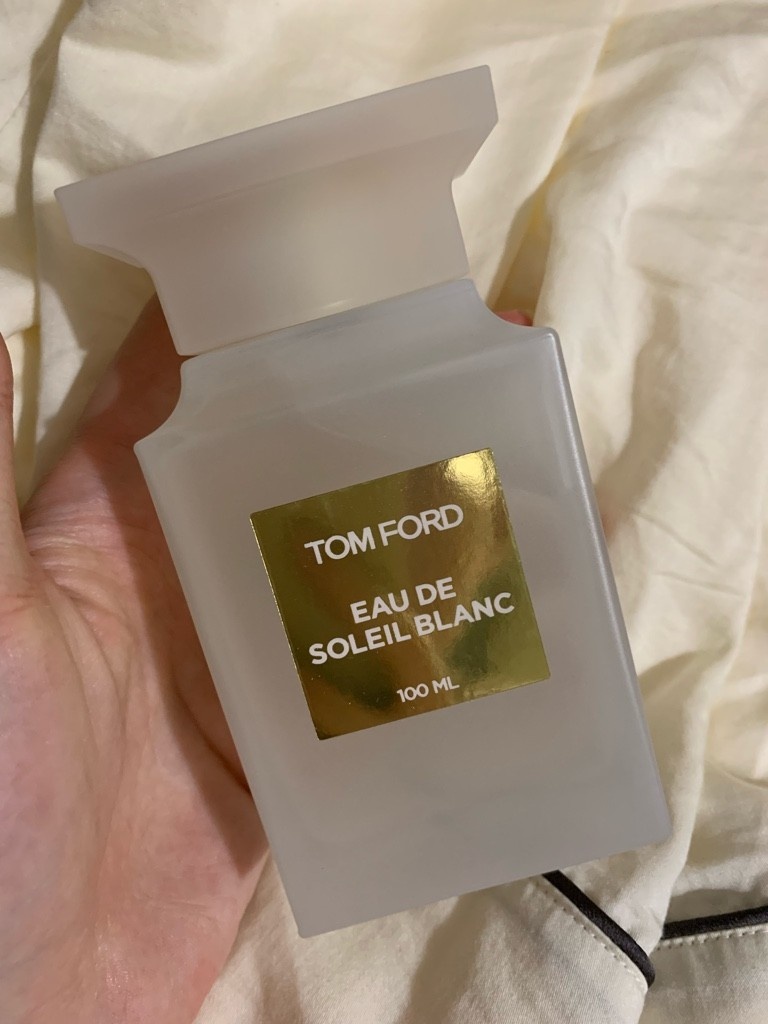 TOM FORD
EAU DE
SOLEIL BLANC
100 ML